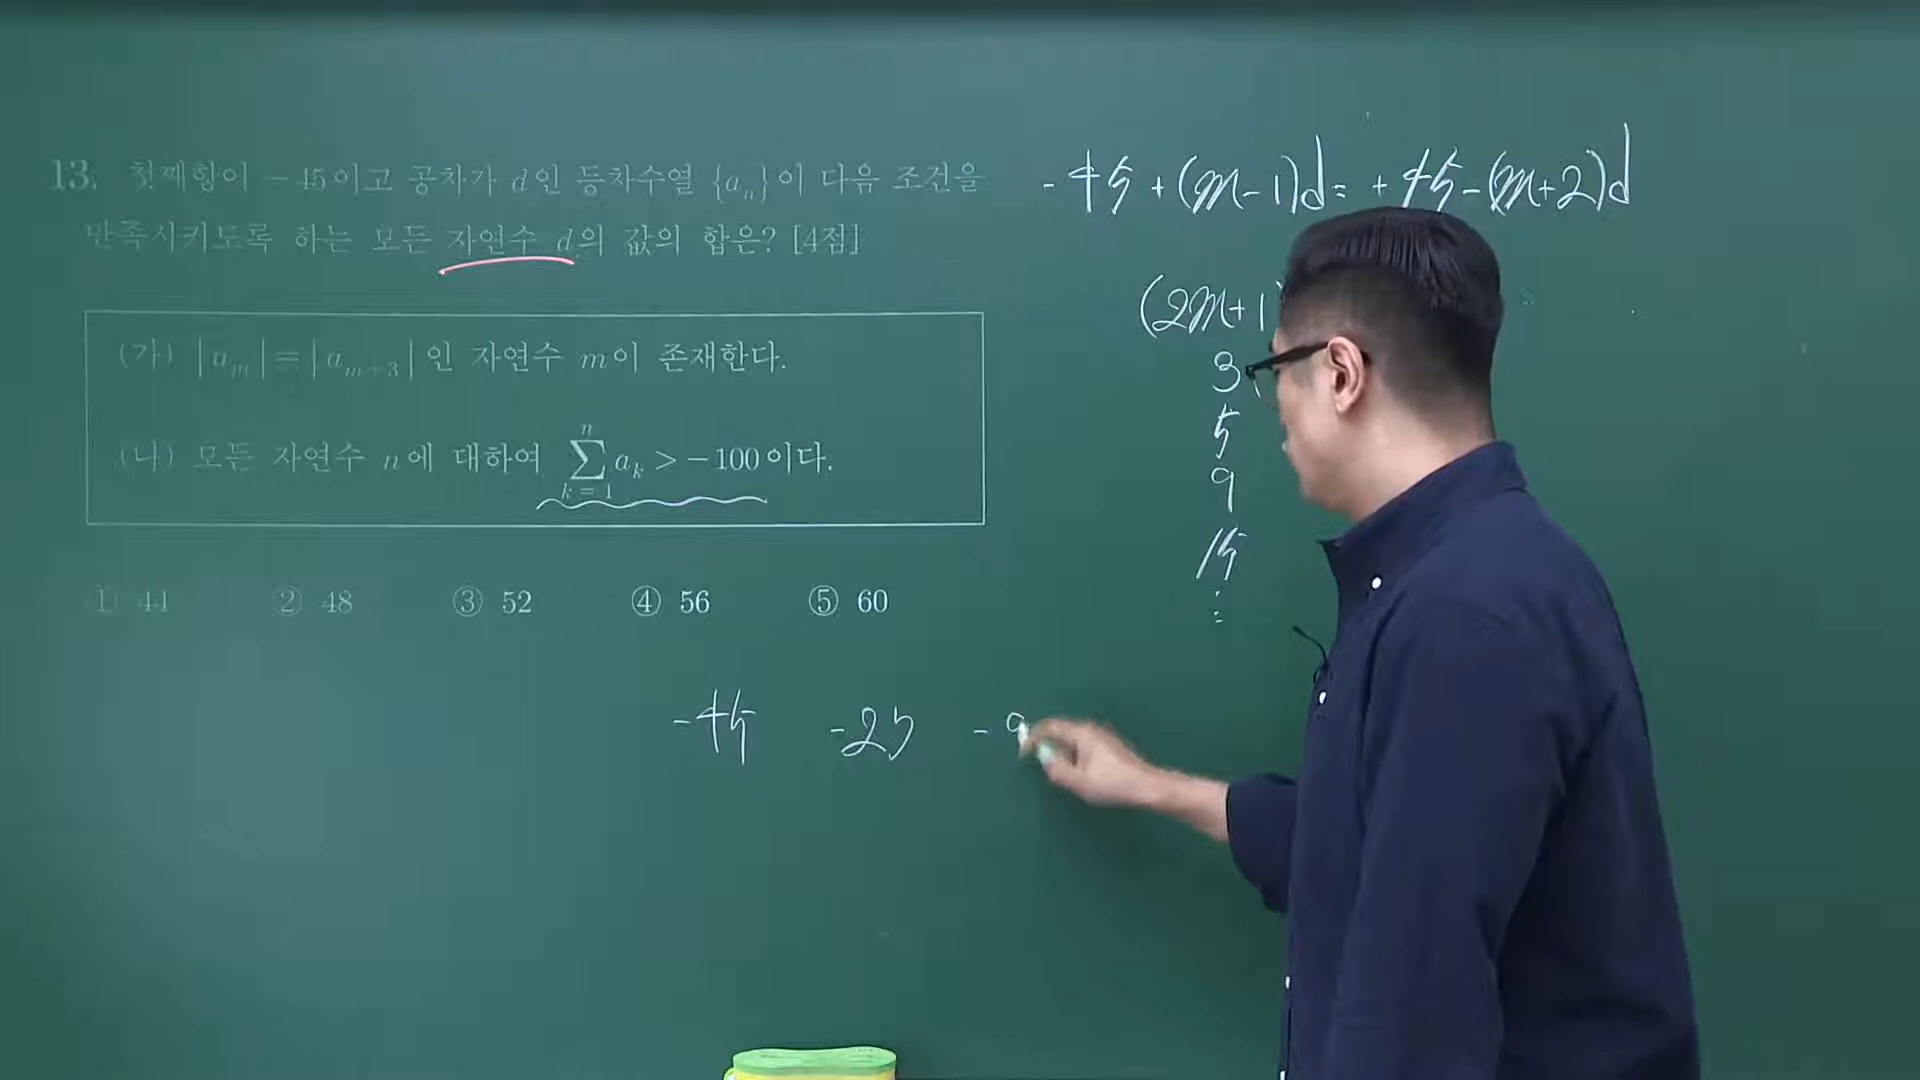 13. 첫째항이 -45이고 공차가 d인 등차수열 {aₙ}이 다음 조건을
만족시키도록 하는 모든 자연수 d의 값의 합은? [4점]
(가) |aₘ| = |aₘ₊₃| 인 자연수 m이 존재한다.
(나) 모든 자연수 n에 대하여 ∑_{k=1}^{n} aₖ > -100 이다.
① 44 ② 48 ③ 52 ④ 56 ⑤ 60
-45 + (m-1)d = +45 - (m+2)d
(2m+1
3
5
9
15
⋮
-45 -25 -